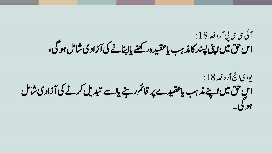 آئی سی سی پی آر دفعہ 18:
اس حق میں اپنی پسند کا مذہب یا عقیدہ رکھنے یا اپنانے کی آزادی شامل ہوگی،
یو ڈی ایچ آر دفعہ 18:
اس حق میں اپنے مذہب یا عقیدے پر قائم رہنے یا اسے تبدیل کرنے کی آزادی شامل
ہوگی۔